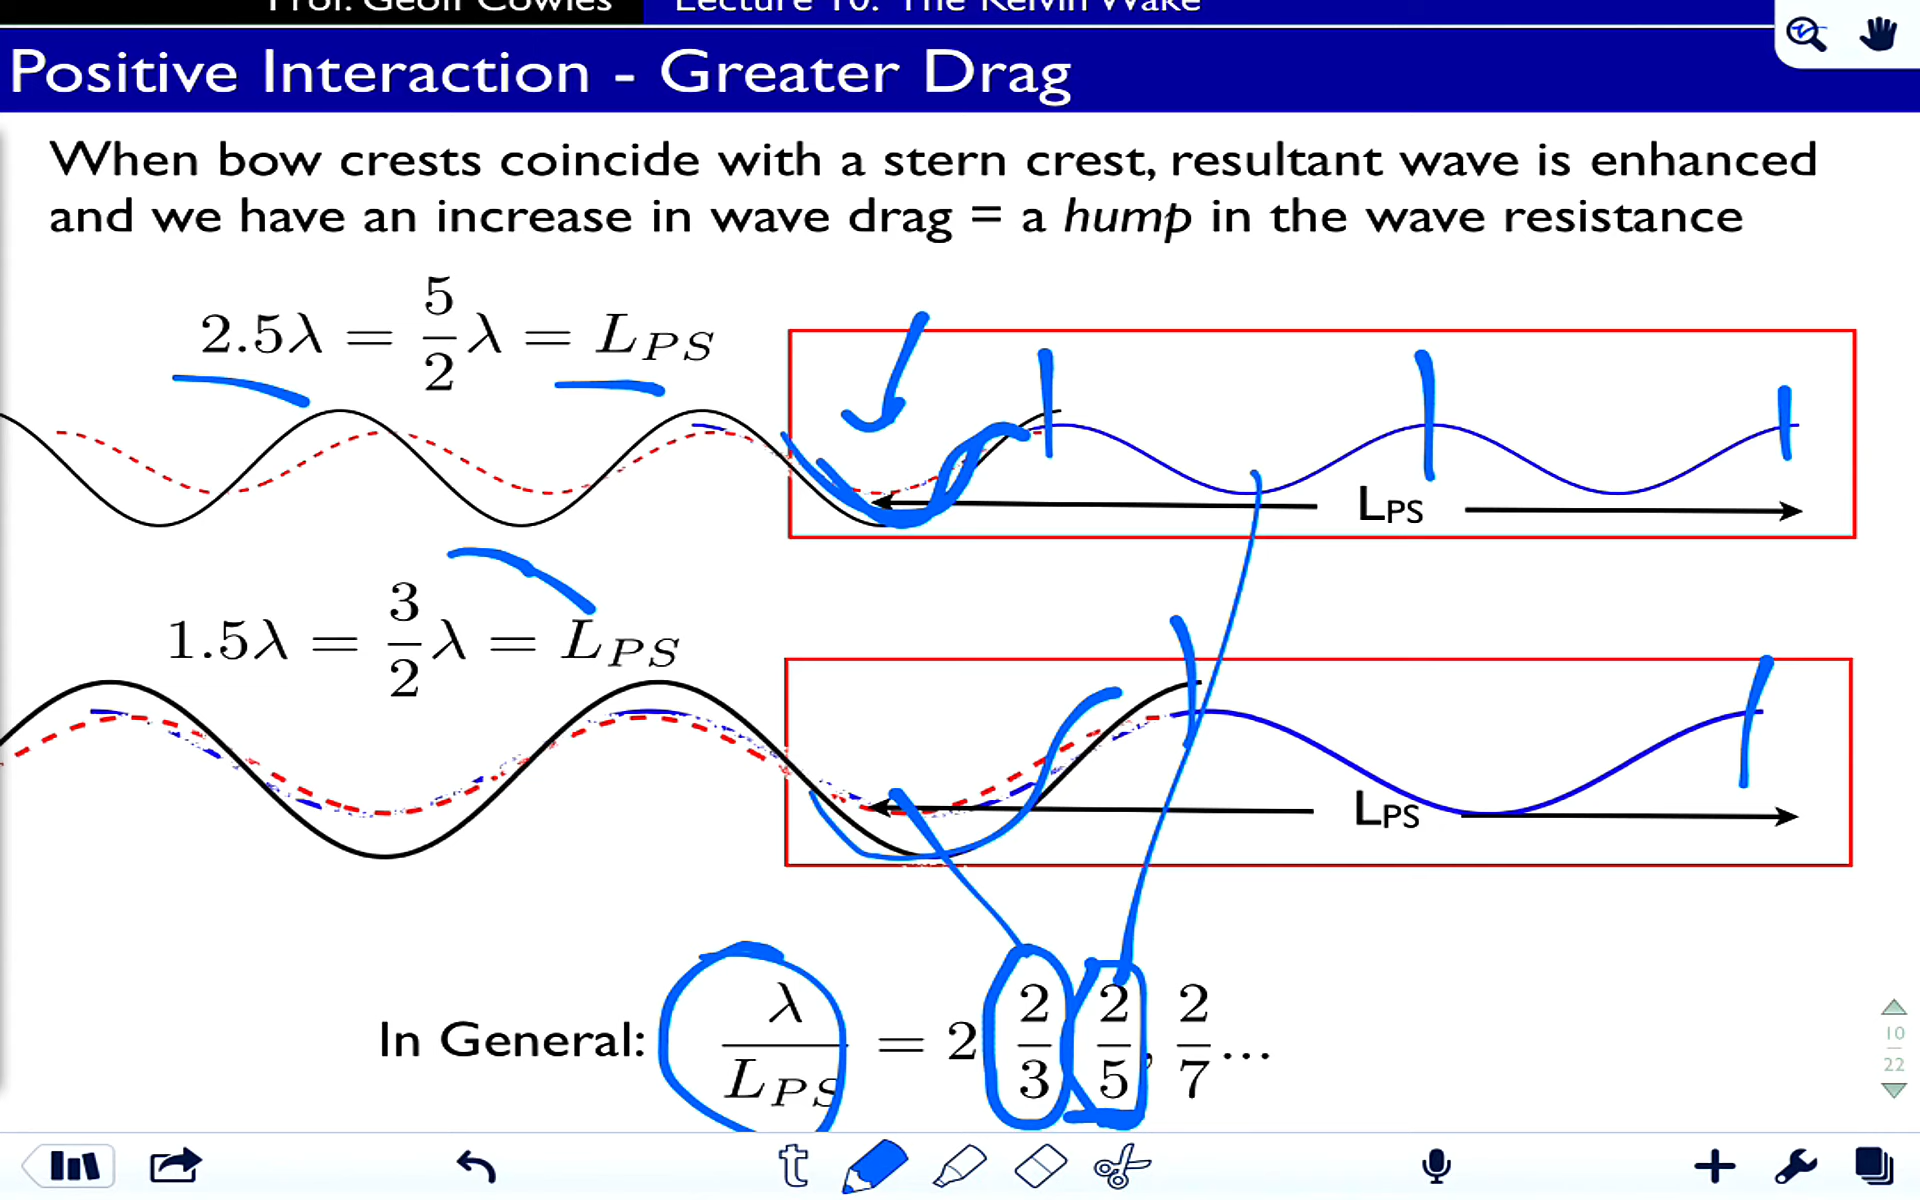 Prof. Geoff Cowles Lecture 10: The Kelvin Wake
Positive Interaction - Greater Drag
When bow crests coincide with a stern crest, resultant wave is enhanced
and we have an increase in wave drag = a hump in the wave resistance
2.5λ = 5/2 λ = L_PS
L_PS
1.5λ = 3/2 λ = L_PS
L_PS
In General: λ/L_PS = 2 2/3 2/5, 2/7...
10
22
t